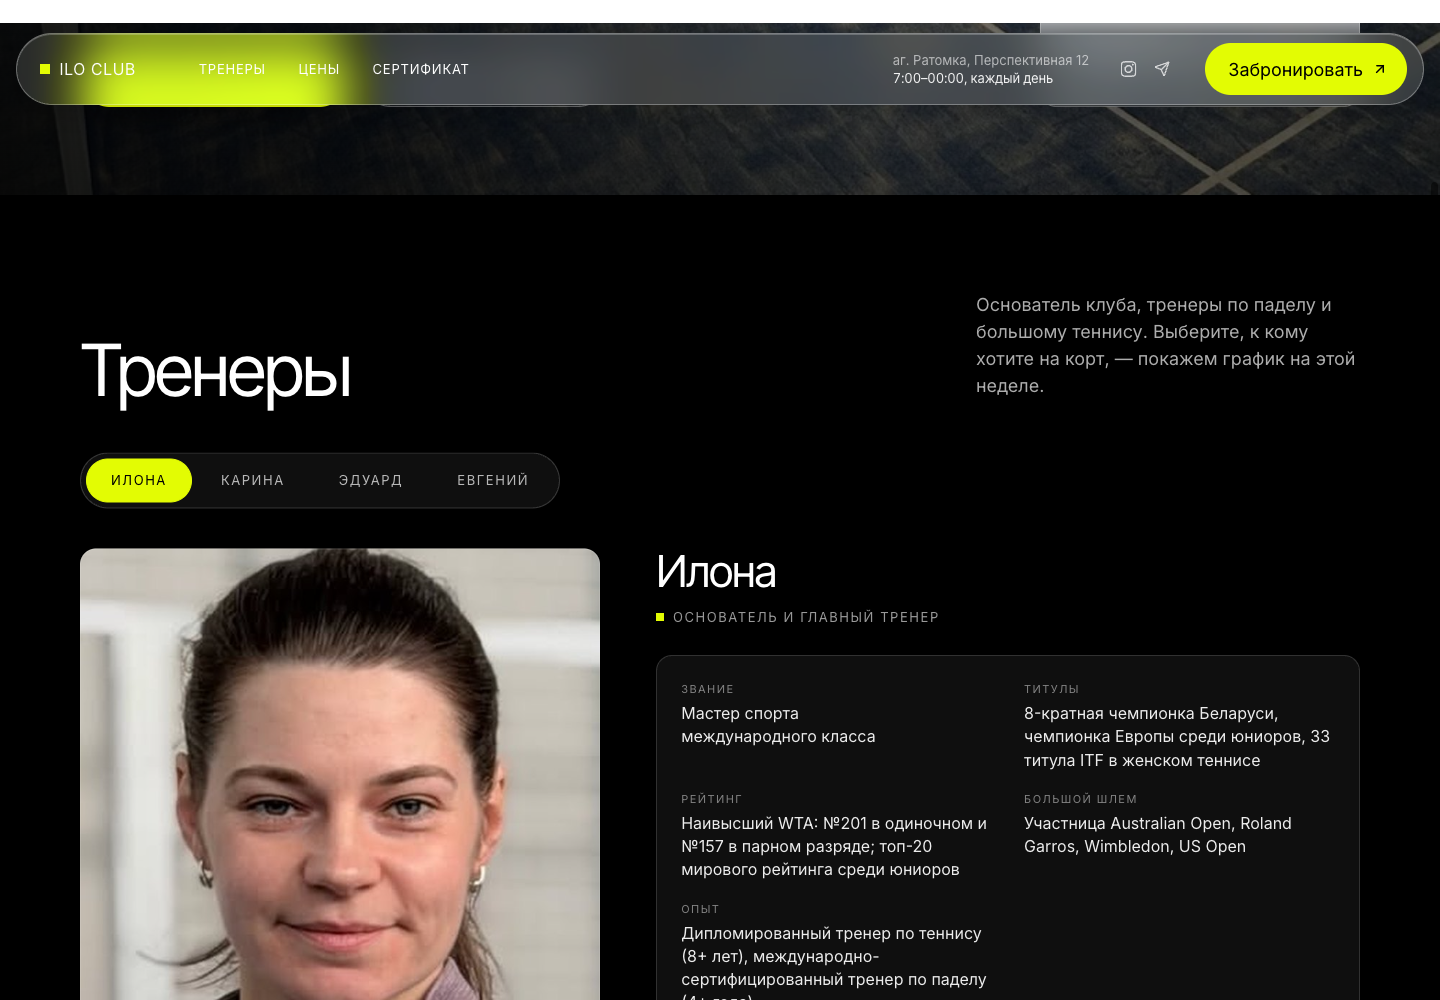 ILO CLUB
ТРЕНЕРЫ
ЦЕНЫ
СЕРТИФИКАТ
аг. Ратомка, Перспективная 12
7:00–00:00, каждый день
Забронировать
Основатель клуба, тренеры по паделу и
большому теннису. Выберите, к кому
хотите на корт, — покажем график на этой
неделе.
Тренеры
ИЛОНА
КАРИНА
ЭДУАРД
ЕВГЕНИЙ
Илона
ОСНОВАТЕЛЬ И ГЛАВНЫЙ ТРЕНЕР
ЗВАНИЕ
Мастер спорта
международного класса
ТИТУЛЫ
8-кратная чемпионка Беларуси,
чемпионка Европы среди юниоров, 33
титула ITF в женском теннисе
РЕЙТИНГ
Наивысший WTA: №201 в одиночном и
№157 в парном разряде; топ-20
мирового рейтинга среди юниоров
БОЛЬШОЙ ШЛЕМ
Участница Australian Open, Roland
Garros, Wimbledon, US Open
ОПЫТ
Дипломированный тренер по теннису
(8+ лет), международно-
сертифицированный тренер по паделу